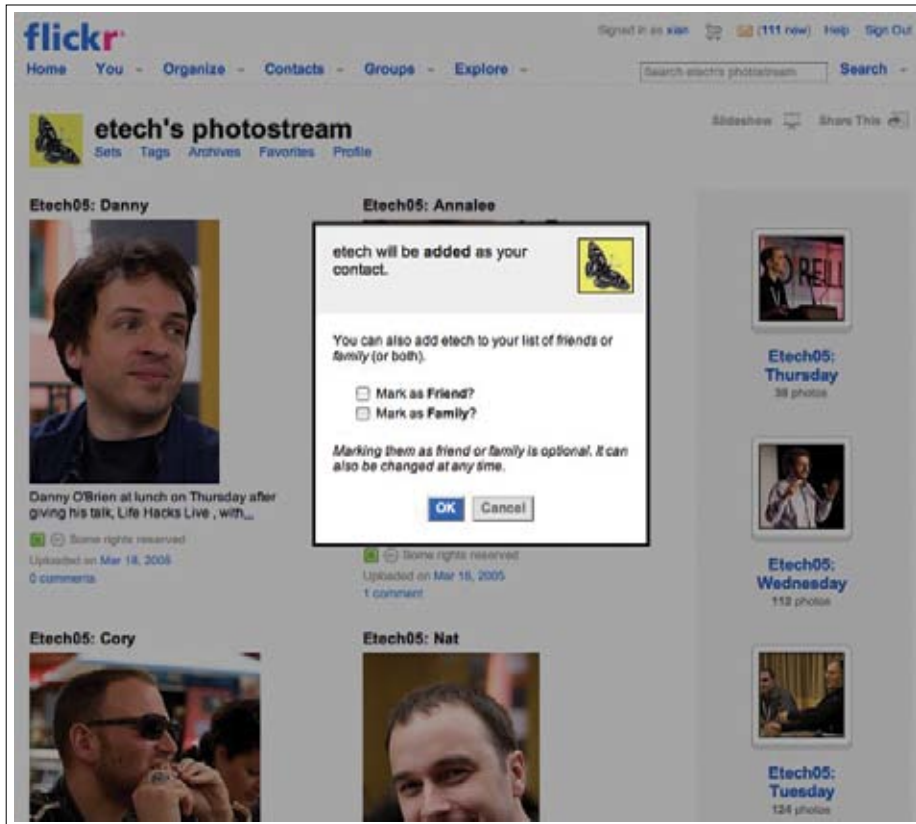 flickr
Signed in as xian (111 new) Help Sign Out
Home You Organize Contacts Groups Explore
Search etech's photostream Search
etech's photostream
Slideshow Share This
Sets Tags Archives Favorites Profile
Etech05: Danny
Etech05: Annalee
etech will be added as your
contact.
You can also add etech to your list of friends or
family (or both).
Mark as Friend?
Mark as Family?
Marking them as friend or family is optional. It can
also be changed at any time.
OK Cancel
Danny O'Brien at lunch on Thursday after
giving his talk, Life Hacks Live , with...
Some rights reserved
Uploaded on Mar 18, 2005
0 comments
Some rights reserved
Uploaded on Mar 16, 2005
1 comment
O REIL
Etech05:
Thursday
38 photos
Etech05:
Wednesday
112 photos
Etech05: Cory
Etech05: Nat
Etech05:
Tuesday
124 photos